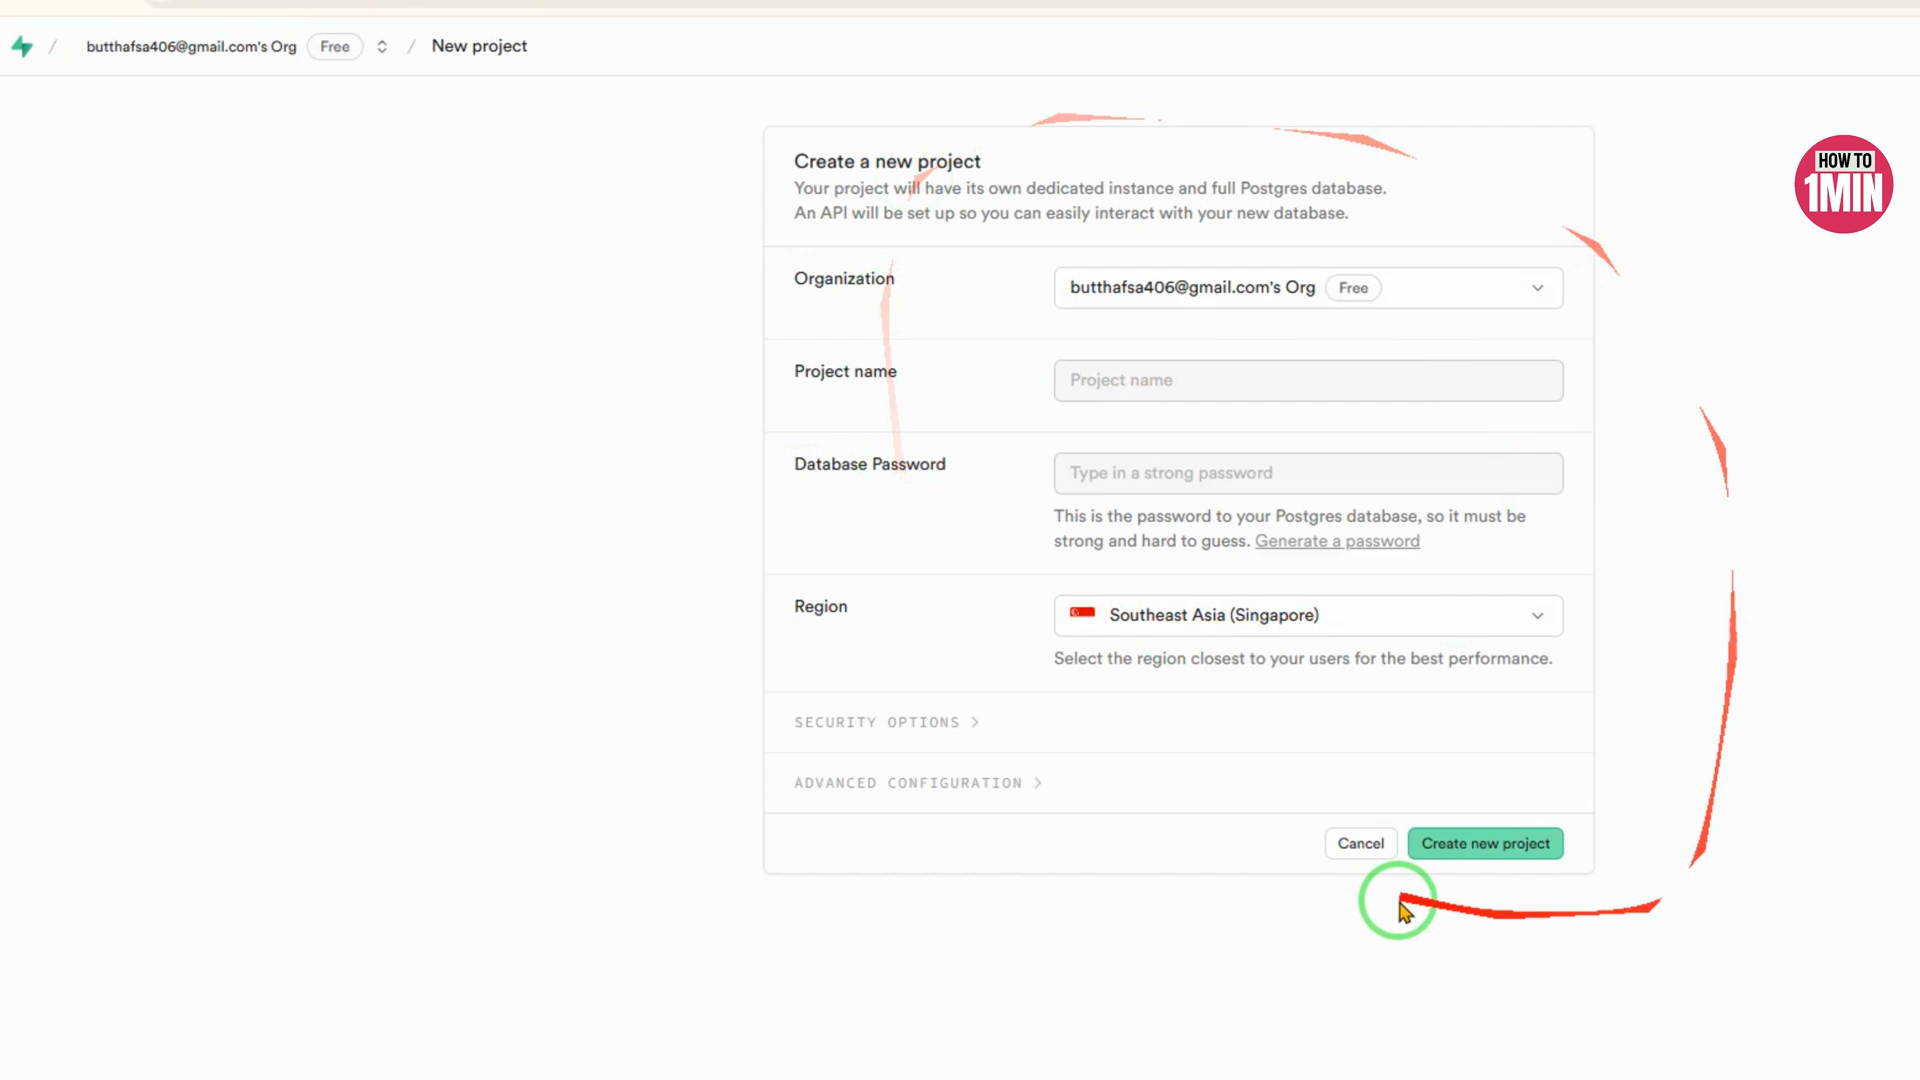 / butthafsa406@gmail.com's Org Free / New project
HOW TO
1MIN
Create a new project
Your project will have its own dedicated instance and full Postgres database.
An API will be set up so you can easily interact with your new database.
Organization
butthafsa406@gmail.com's Org Free
Project name
Project name
Database Password
Type in a strong password
This is the password to your Postgres database, so it must be
strong and hard to guess. Generate a password
Region
Southeast Asia (Singapore)
Select the region closest to your users for the best performance.
SECURITY OPTIONS >
ADVANCED CONFIGURATION >
Cancel Create new project